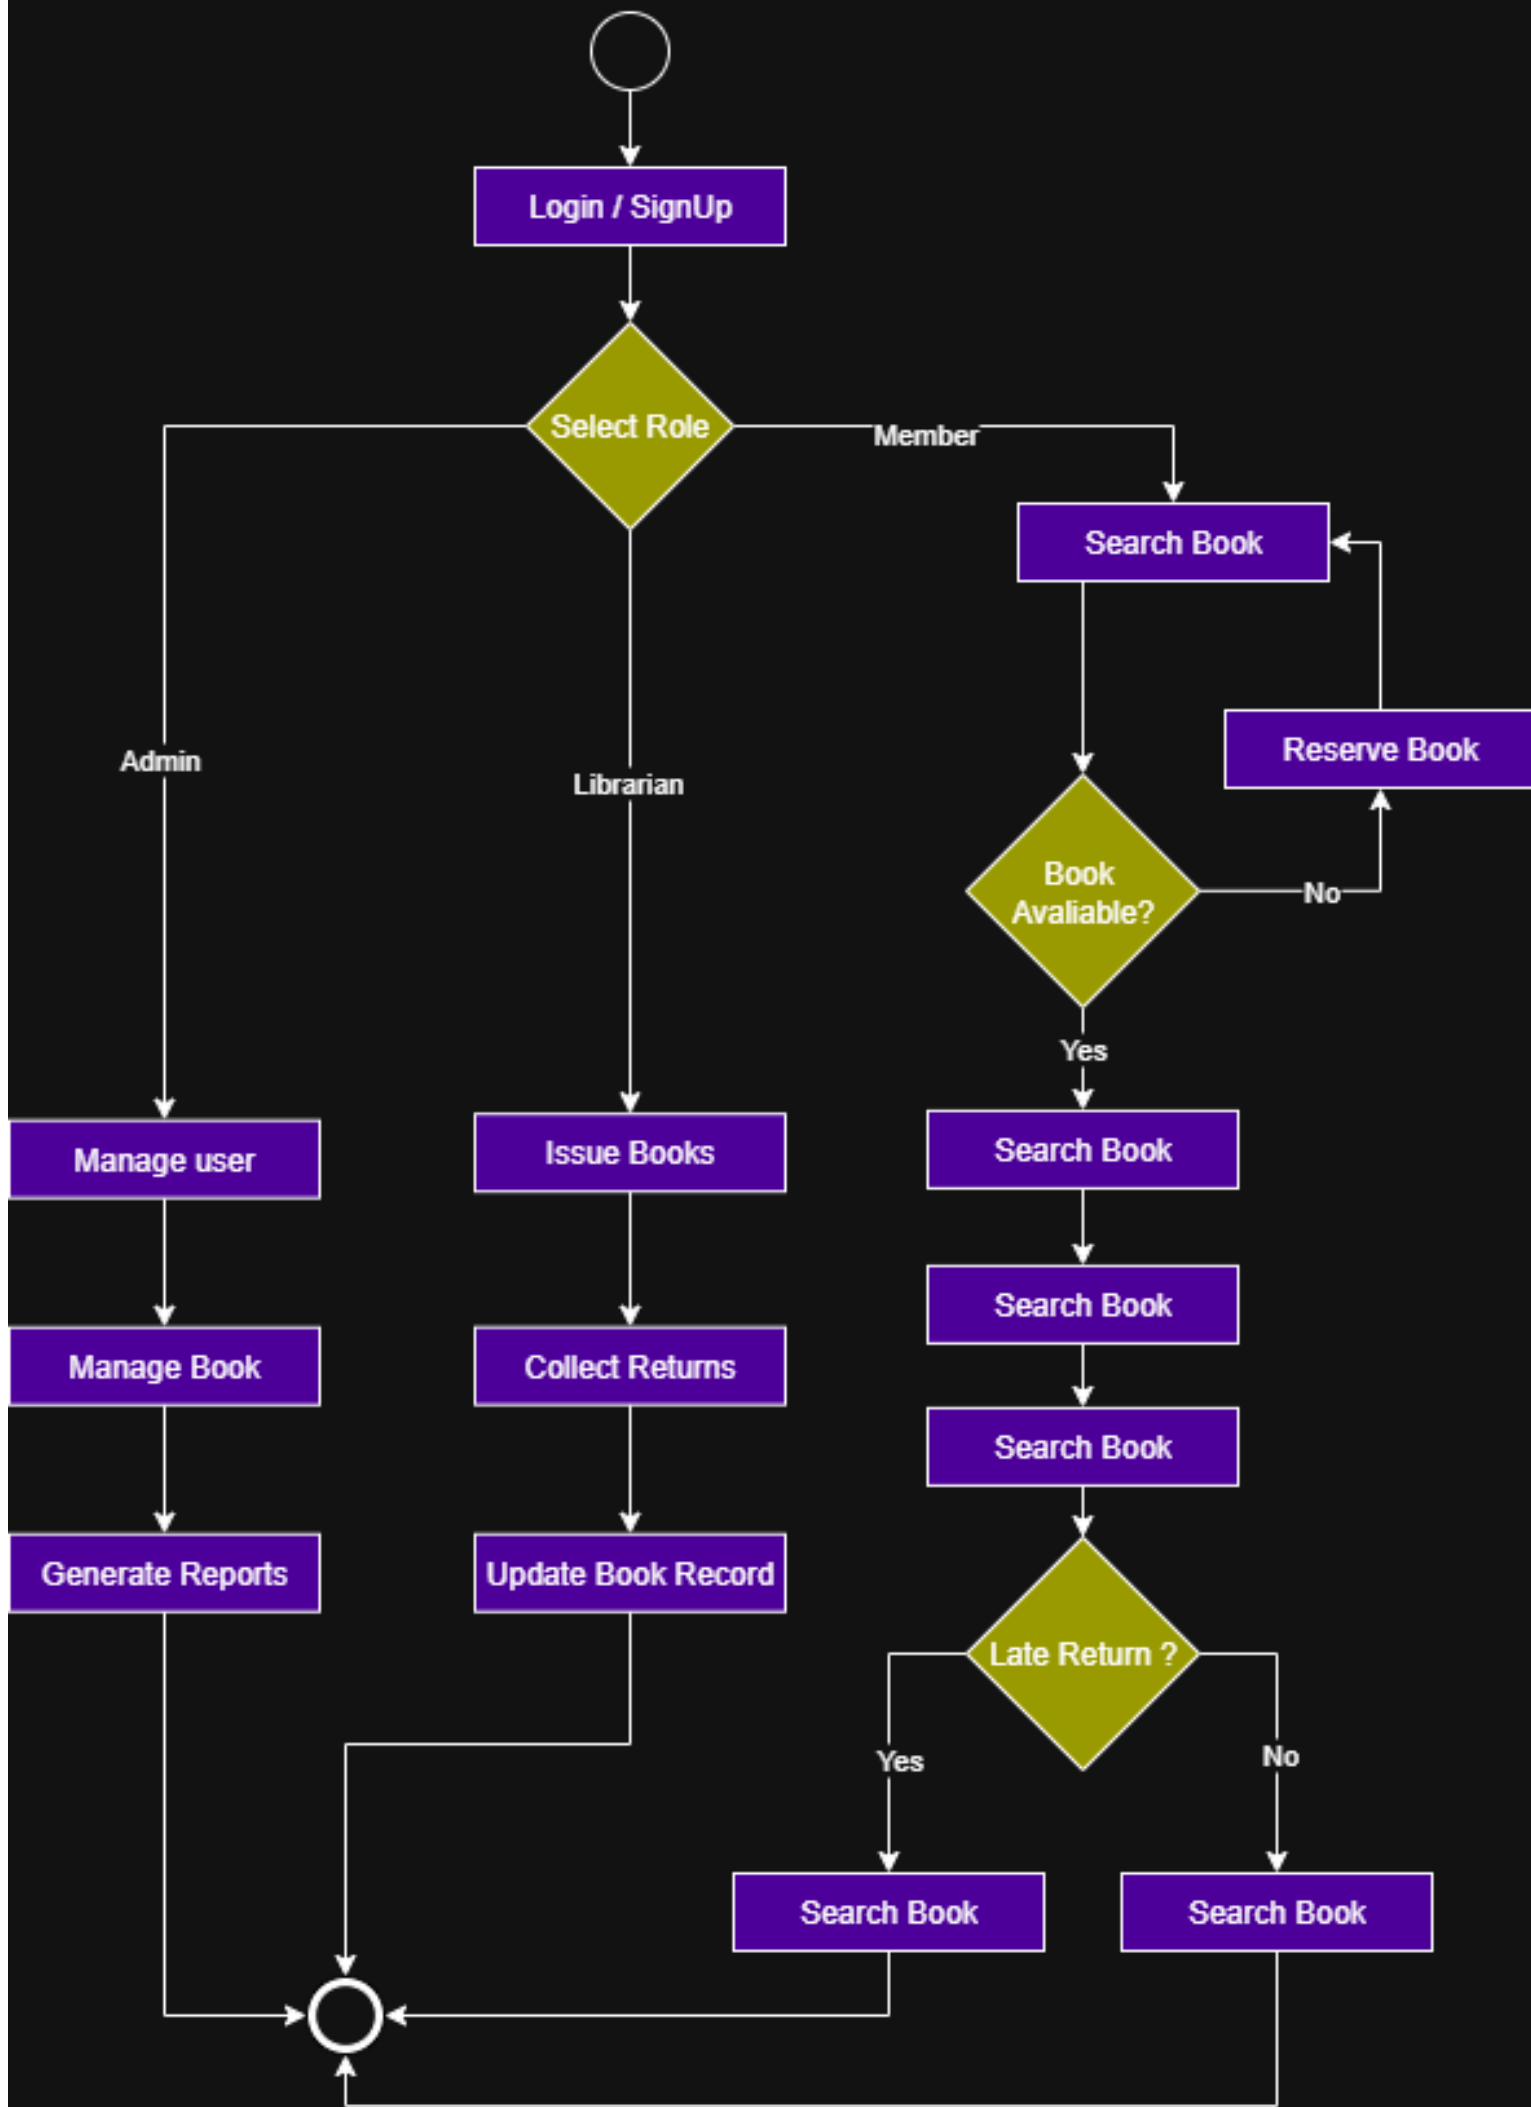 Login / SignUp
Select Role
Member
Search Book
Reserve Book
Admin
Librarian
Book
Avaliable?
No
Yes
Manage user
Issue Books
Search Book
Search Book
Manage Book
Collect Returns
Search Book
Generate Reports
Update Book Record
Late Return ?
Yes
No
Search Book
Search Book